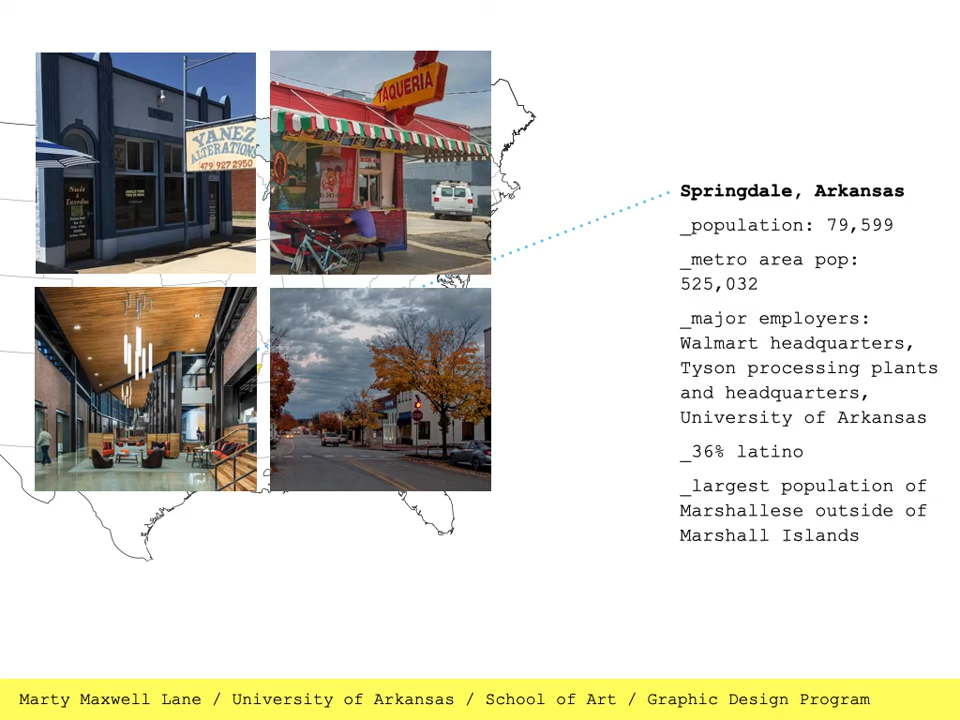 YANEZ
ALTERATIONS
479 927 2950
Suit
&
Tuxedos
TAQUERIA
Springdale, Arkansas
_population: 79,599
_metro area pop:
525,032
_major employers:
Walmart headquarters,
Tyson processing plants
and headquarters,
University of Arkansas
_36% latino
_largest population of
Marshallese outside of
Marshall Islands
Marty Maxwell Lane / University of Arkansas / School of Art / Graphic Design Program